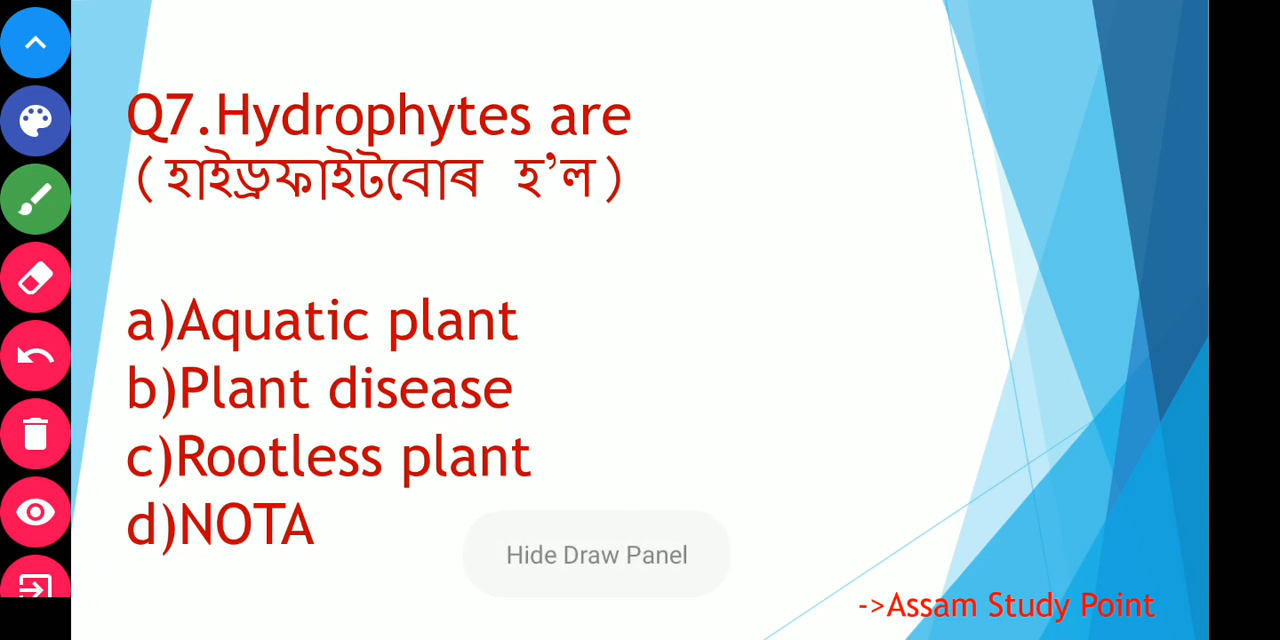 Q7.Hydrophytes are
(হাইড্ৰফাইটবোৰ হ’ল)
a)Aquatic plant
b)Plant disease
c)Rootless plant
d)NOTA
Hide Draw Panel
->Assam Study Point